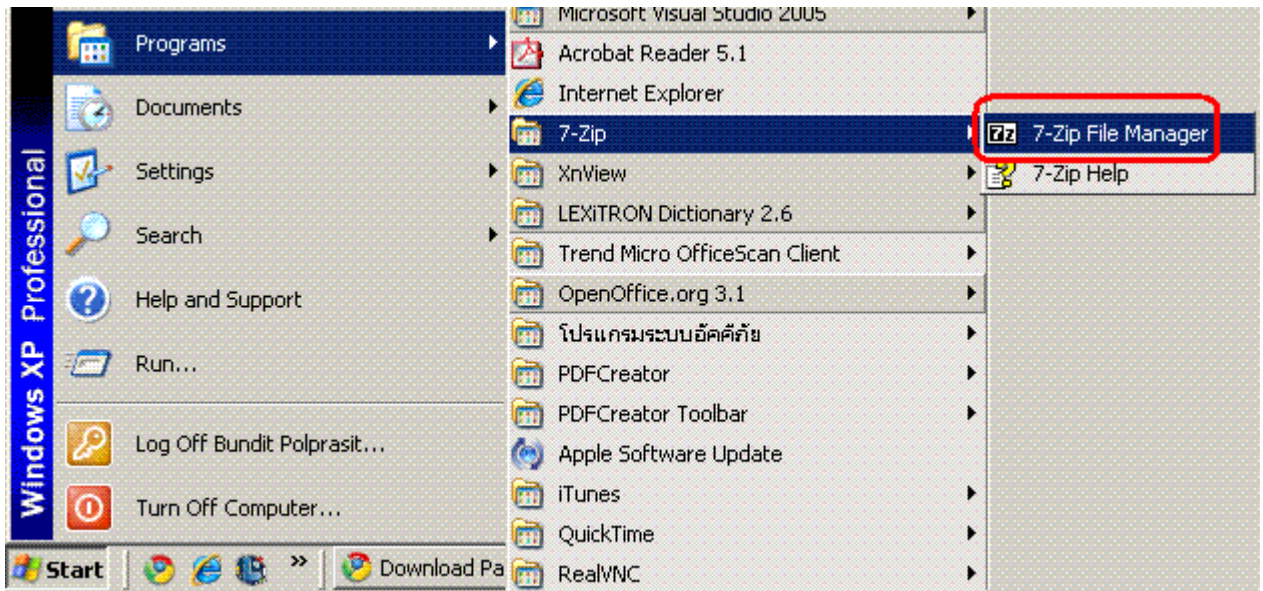 Programs
Documents
Settings
Search
Help and Support
Run...
Log Off Bundit Polprasit...
Turn Off Computer...
Windows XP Professional
Start
»
Download Pa
Microsoft Visual Studio 2005
Acrobat Reader 5.1
Internet Explorer
7-Zip
XnView
LEXiTRON Dictionary 2.6
Trend Micro OfficeScan Client
OpenOffice.org 3.1
โปรแกรมระบบอัคคีภัย
PDFCreator
PDFCreator Toolbar
Apple Software Update
iTunes
QuickTime
RealVNC
7z 7-Zip File Manager
7-Zip Help